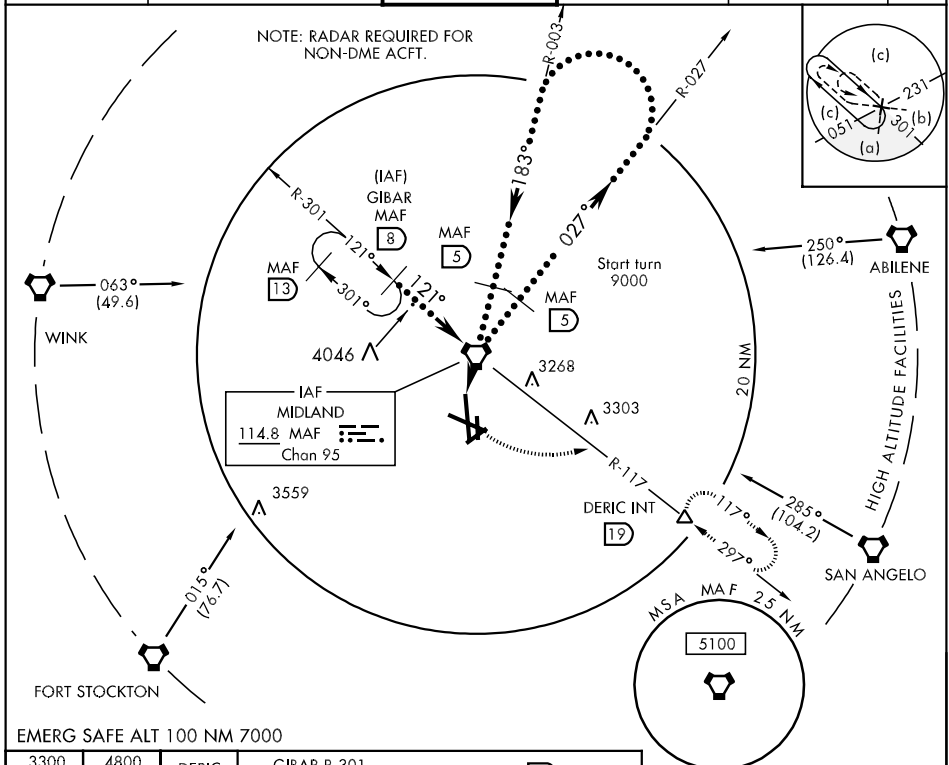 NOTE: RADAR REQUIRED FOR
NON-DME ACFT.
R-003
R-027
183°
027°
(c)
231
(c)
(b)
051
301
(a)
(IAF)
GIBAR
MAF
8
R-301
121°
MAF
5
121°
MAF
13
301°
Start turn
9000
MAF
5
250°
(126.4)
ABILENE
063°
(49.6)
WINK
4046
3268
3303
20 NM
HIGH ALTITUDE FACILITIES
IAF
MIDLAND
114.8 MAF
Chan 95
R-117
3559
DERIC INT
19
117°
297°
285°
(104.2)
SAN ANGELO
015°
(76.7)
FORT STOCKTON
MSA MAF 25 NM
5100
EMERG SAFE ALT 100 NM 7000
3300
4800
DERIC
GIBAR R-301